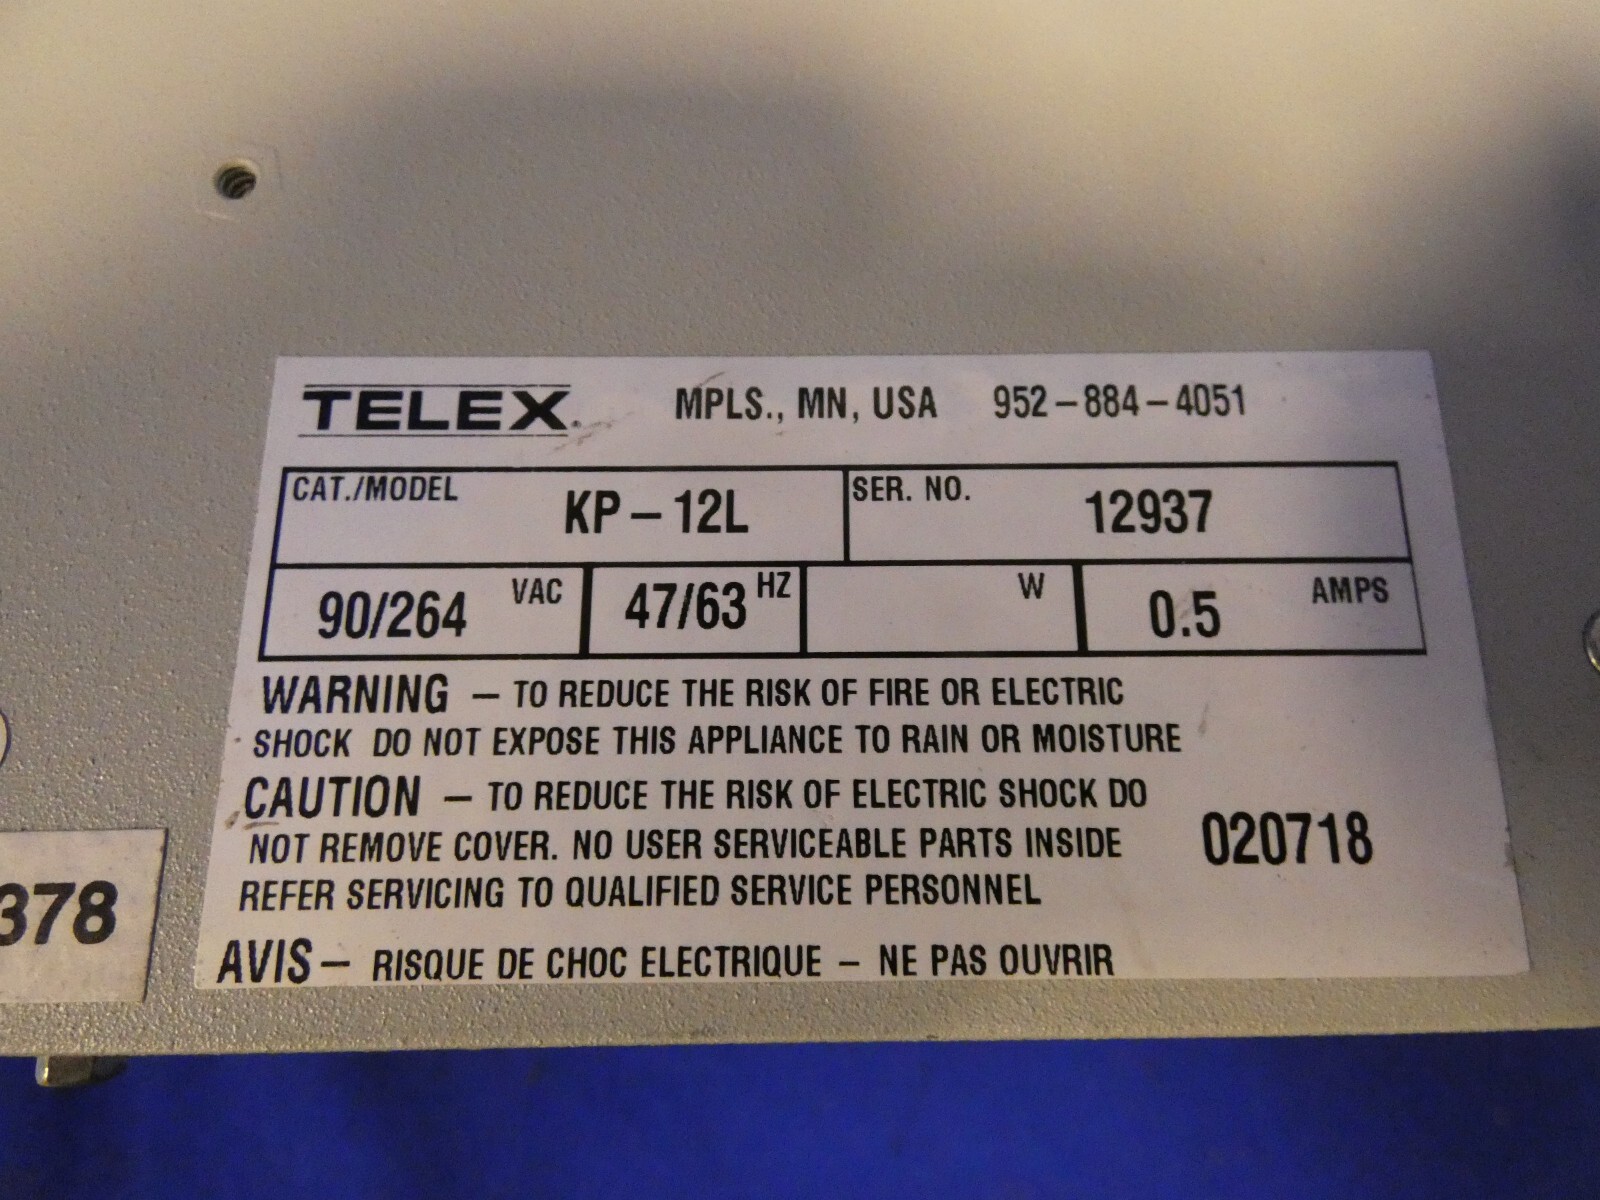 TELEX. MPLS., MN, USA 952-884-4051
CAT./MODEL KP-12L SER. NO. 12937
90/264 VAC 47/63 HZ W 0.5 AMPS
WARNING - TO REDUCE THE RISK OF FIRE OR ELECTRIC
SHOCK DO NOT EXPOSE THIS APPLIANCE TO RAIN OR MOISTURE
CAUTION - TO REDUCE THE RISK OF ELECTRIC SHOCK DO
NOT REMOVE COVER. NO USER SERVICEABLE PARTS INSIDE
020718
REFER SERVICING TO QUALIFIED SERVICE PERSONNEL
AVIS- RISQUE DE CHOC ELECTRIQUE - NE PAS OUVRIR
378